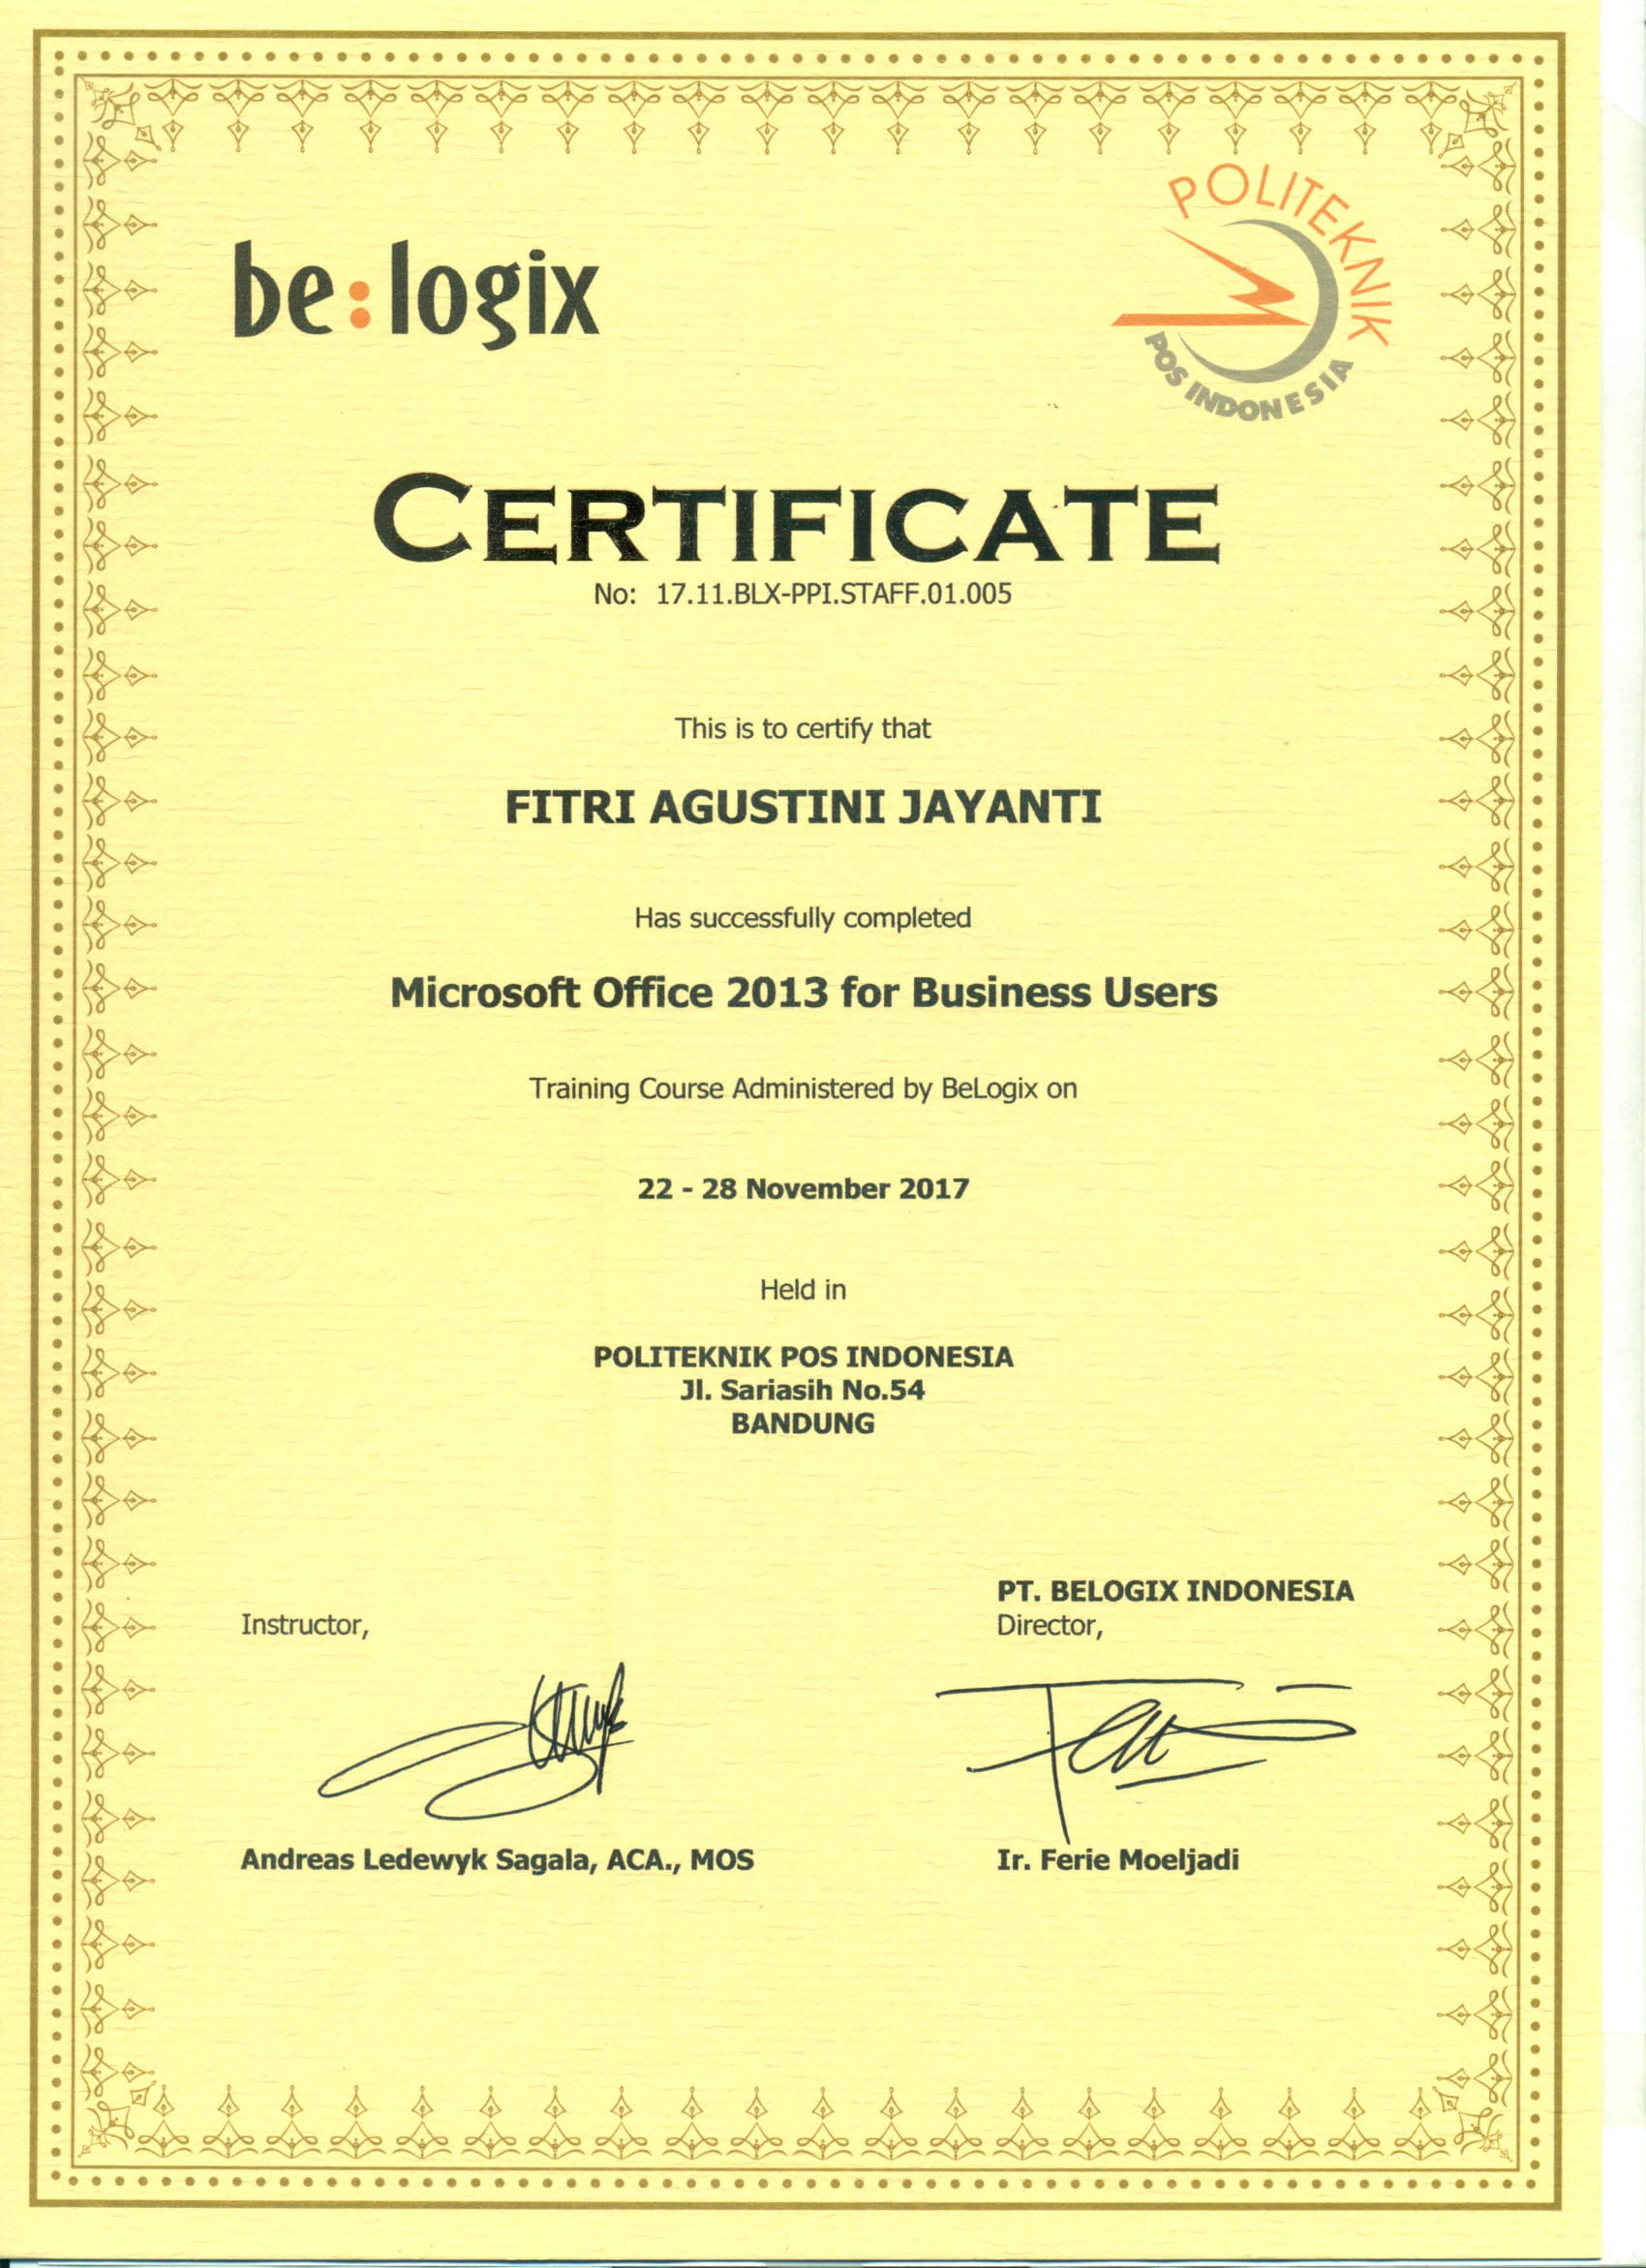 be:logix
POLITEKNIK
POS INDONESIA
CERTIFICATE
No: 17.11.BLX-PPI.STAFF.01.005
This is to certify that
FITRI AGUSTINI JAYANTI
Has successfully completed
Microsoft Office 2013 for Business Users
Training Course Administered by BeLogix on
22 - 28 November 2017
Held in
POLITEKNIK POS INDONESIA
Jl. Sariasih No.54
BANDUNG
Instructor,
Andreas Ledewyk Sagala, ACA., MOS
PT. BELOGIX INDONESIA
Director,
Ir. Ferie Moeljadi